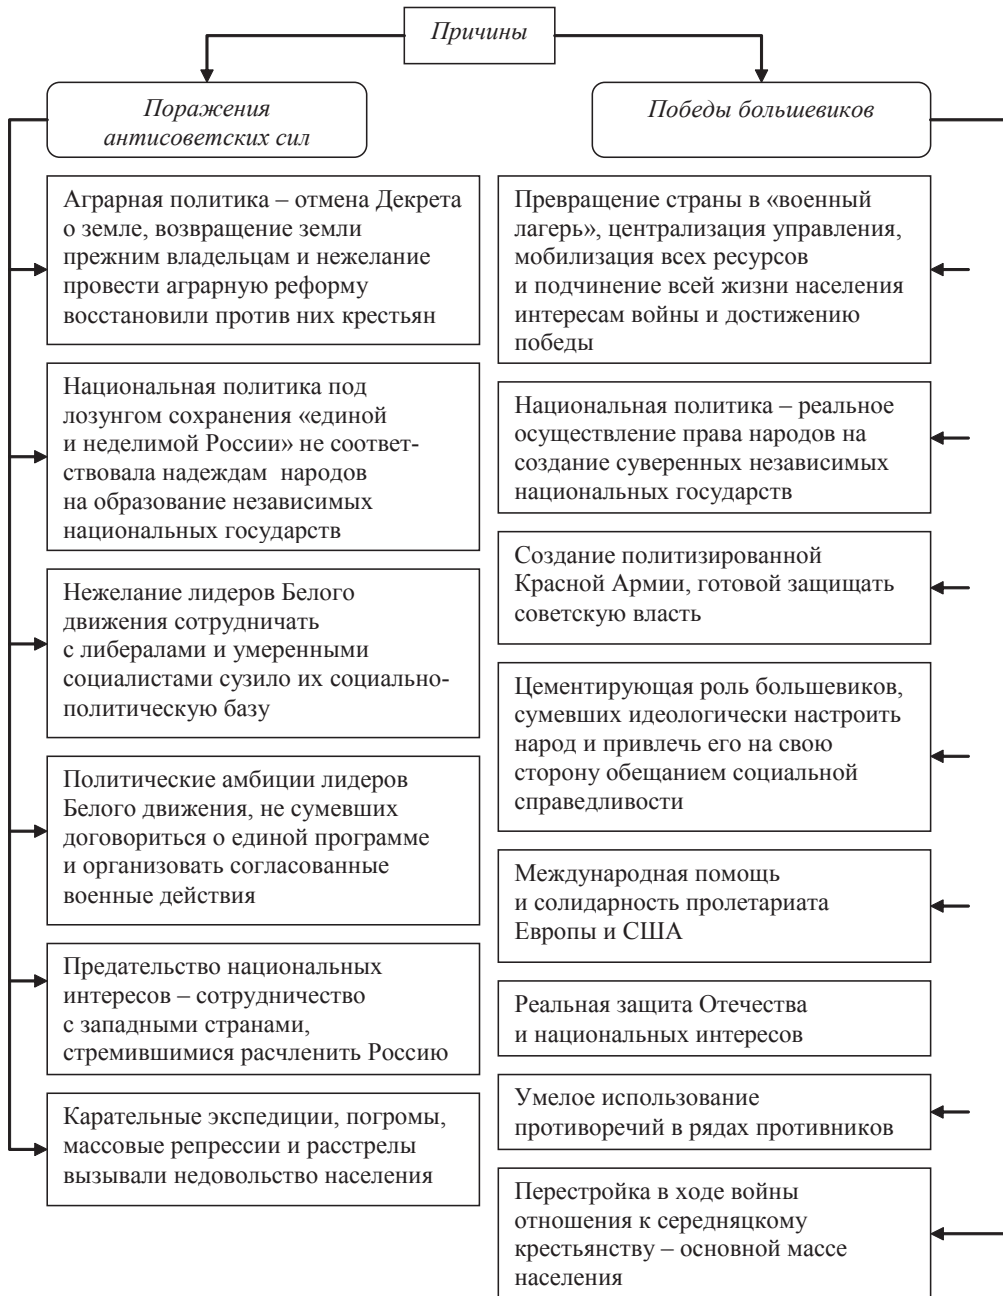 Причины
Поражения
антисоветских сил
Аграрная политика – отмена Декрета
о земле, возвращение земли
прежним владельцам и нежелание
провести аграрную реформу
восстановили против них крестьян
Национальная политика под
лозунгом сохранения «единой
и неделимой России» не соответ-
ствовала надеждам народов
на образование независимых
национальных государств
Нежелание лидеров Белого
движения сотрудничать
с либералами и умеренными
социалистами сузило их социально-
политическую базу
Политические амбиции лидеров
Белого движения, не сумевших
договориться о единой программе
и организовать согласованные
военные действия
Предательство национальных
интересов – сотрудничество
с западными странами,
стремившимися расчленить Россию
Карательные экспедиции, погромы,
массовые репрессии и расстрелы
вызывали недовольство населения
Победы большевиков
Превращение страны в «военный
лагерь», централизация управления,
мобилизация всех ресурсов
и подчинение всей жизни населения
интересам войны и достижению
победы
Национальная политика – реальное
осуществление права народов на
создание суверенных независимых
национальных государств
Создание политизированной
Красной Армии, готовой защищать
советскую власть
Цементирующая роль большевиков,
сумевших идеологически настроить
народ и привлечь его на свою
сторону обещанием социальной
справедливости
Международная помощь
и солидарность пролетариата
Европы и США
Реальная защита Отечества
и национальных интересов
Умелое использование
противоречий в рядах противников
Перестройка в ходе войны
отношения к середняцкому
крестьянству – основной массе
населения